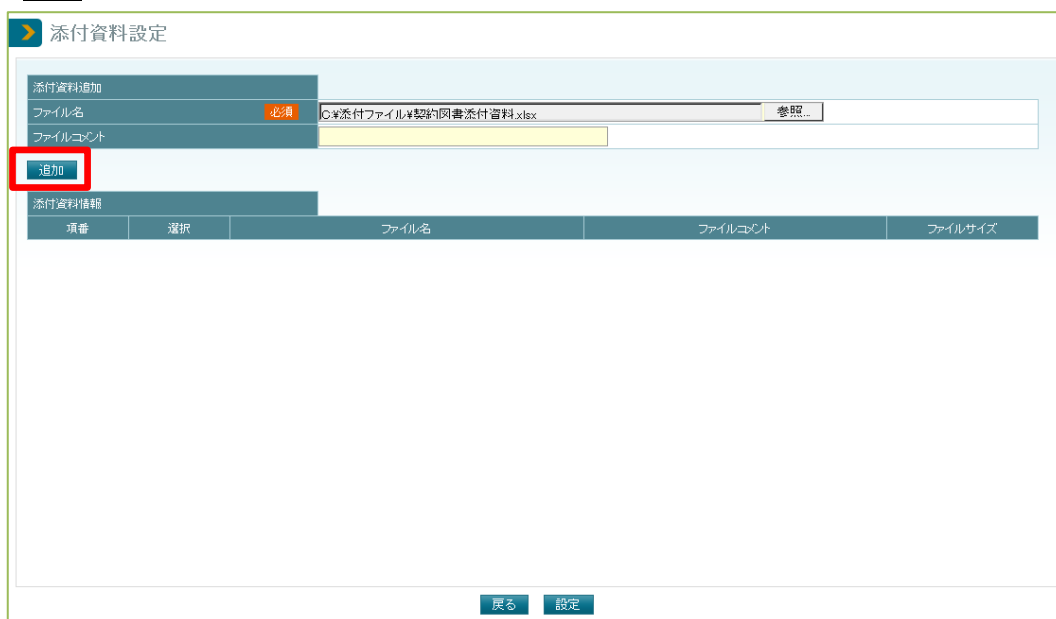 添付資料設定
添付資料追加
ファイル名 必須 C:¥添付ファイル¥契約図書添付資料.xlsx 参照...
ファイルコメント
追加
添付資料情報
項番 選択 ファイル名 ファイルコメント ファイルサイズ
戻る 設定